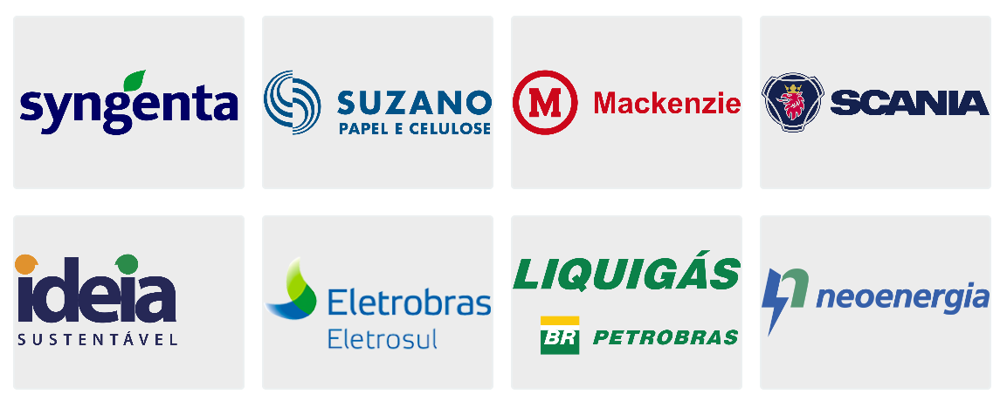 syngenta
SUZANO
PAPEL E CELULOSE
M Mackenzie
SCANIA
ideia
SUSTENTÁVEL
Eletrobras
Eletrosul
LIQUIGÁS
BR PETROBRAS
n neoenergia